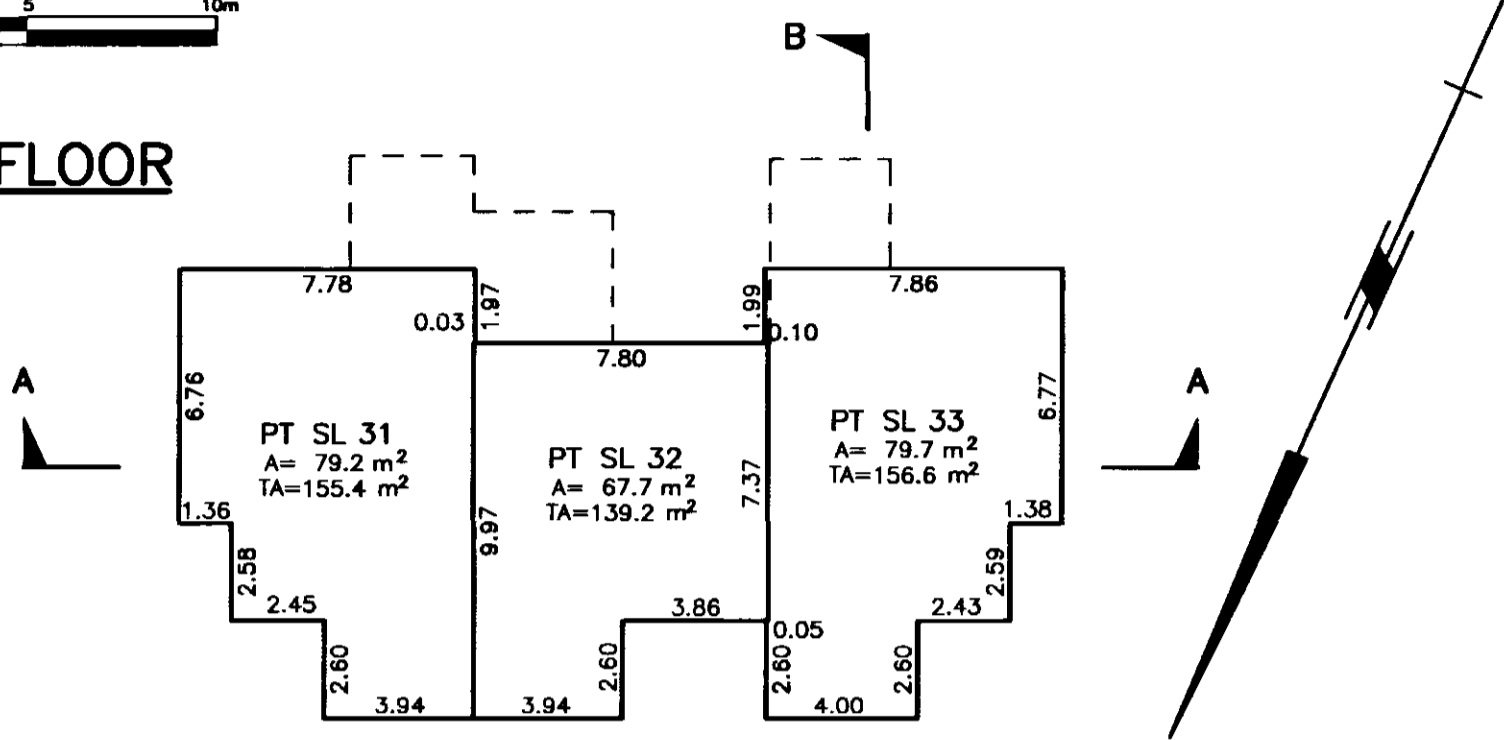 5 10m
B
FLOOR
7.78
7.86
1.97
1.99
0.03
0.10
7.80
A
A
6.76
6.77
PT SL 31
A= 79.2 m²
TA=155.4 m²
PT SL 32
A= 67.7 m²
TA=139.2 m²
PT SL 33
A= 79.7 m²
TA=156.6 m²
7.37
9.97
1.36
1.38
2.58
2.59
2.45
3.86
2.43
0.05
2.60
2.60
2.60
2.60
3.94
3.94
4.00